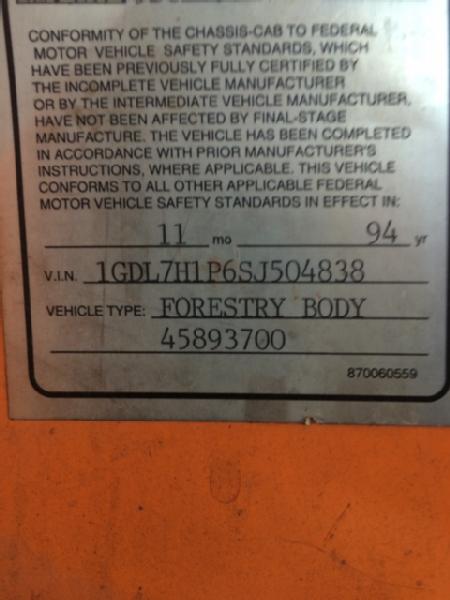 CONFORMITY OF THE CHASSIS-CAB TO FEDERAL
MOTOR VEHICLE SAFETY STANDARDS, WHICH
HAVE BEEN PREVIOUSLY FULLY CERTIFIED BY
THE INCOMPLETE VEHICLE MANUFACTURER
OR BY THE INTERMEDIATE VEHICLE MANUFACTURER,
HAVE NOT BEEN AFFECTED BY FINAL-STAGE
MANUFACTURE. THE VEHICLE HAS BEEN COMPLETED
IN ACCORDANCE WITH PRIOR MANUFACTURER'S
INSTRUCTIONS, WHERE APPLICABLE. THIS VEHICLE
CONFORMS TO ALL OTHER APPLICABLE FEDERAL
MOTOR VEHICLE SAFETY STANDARDS IN EFFECT IN:
11 mo 94 yr
V.I.N. 1GDL7H1P6SJ504838
VEHICLE TYPE: FORESTRY BODY
45893700
870060559